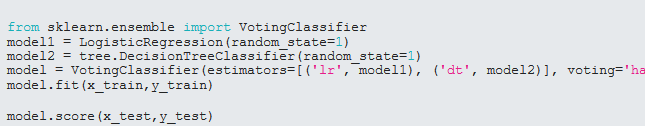 from sklearn.ensemble import VotingClassifier
model1 = LogisticRegression(random_state=1)
model2 = tree.DecisionTreeClassifier(random_state=1)
model = VotingClassifier(estimators=[('lr', model1), ('dt', model2)], voting='ha
model.fit(x_train,y_train)
model.score(x_test,y_test)